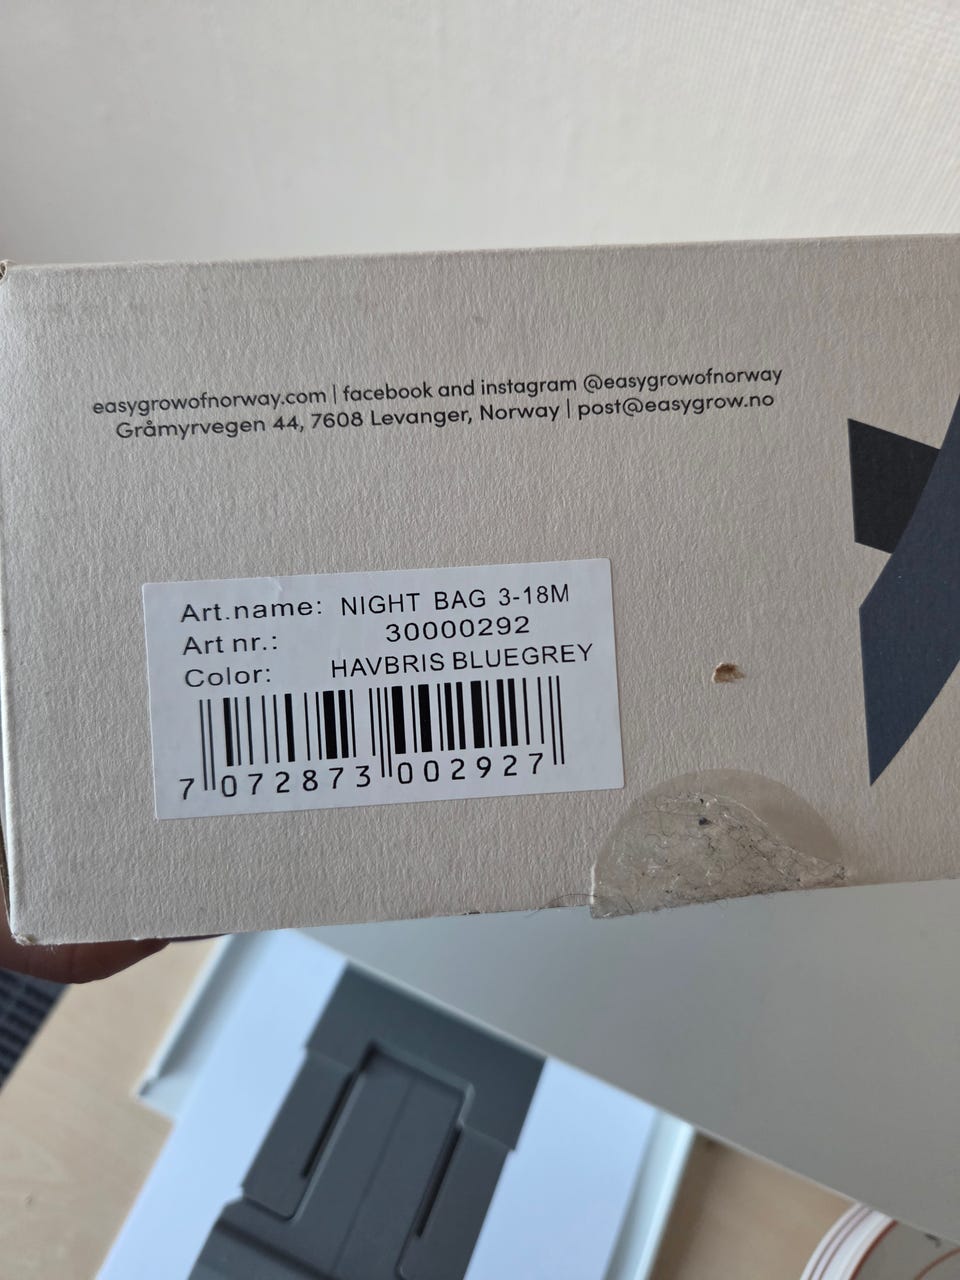 easygrowofnorway.com | facebook and instagram @easygrowofnorway
Gråmyrvegen 44, 7608 Levanger, Norway | post@easygrow.no
Art.name: NIGHT BAG 3-18M
Art nr.: 30000292
Color: HAVBRIS BLUEGREY
7 072873 002927